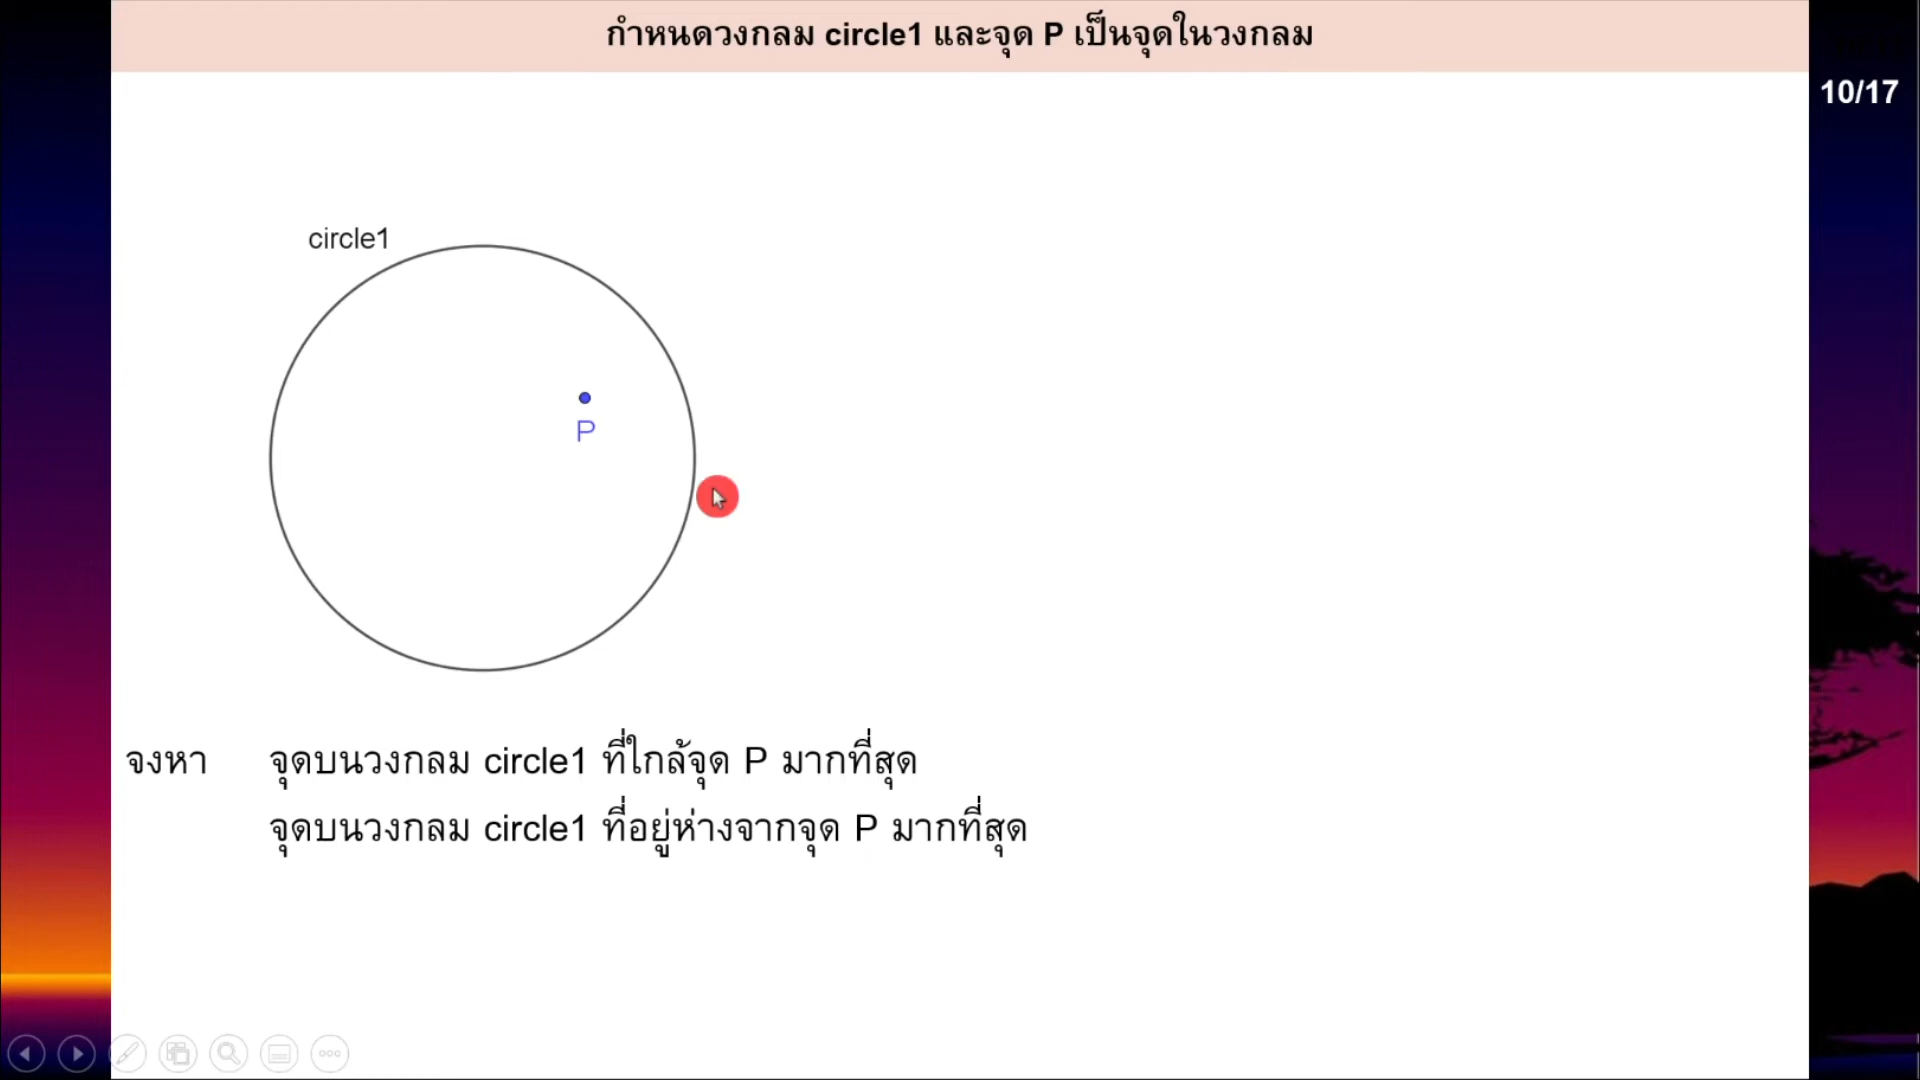 กำหนดวงกลม circle1 และจุด P เป็นจุดในวงกลม
10/17
circle1
P
จงหา จุดบนวงกลม circle1 ที่ใกล้จุด P มากที่สุด
จุดบนวงกลม circle1 ที่อยู่ห่างจากจุด P มากที่สุด